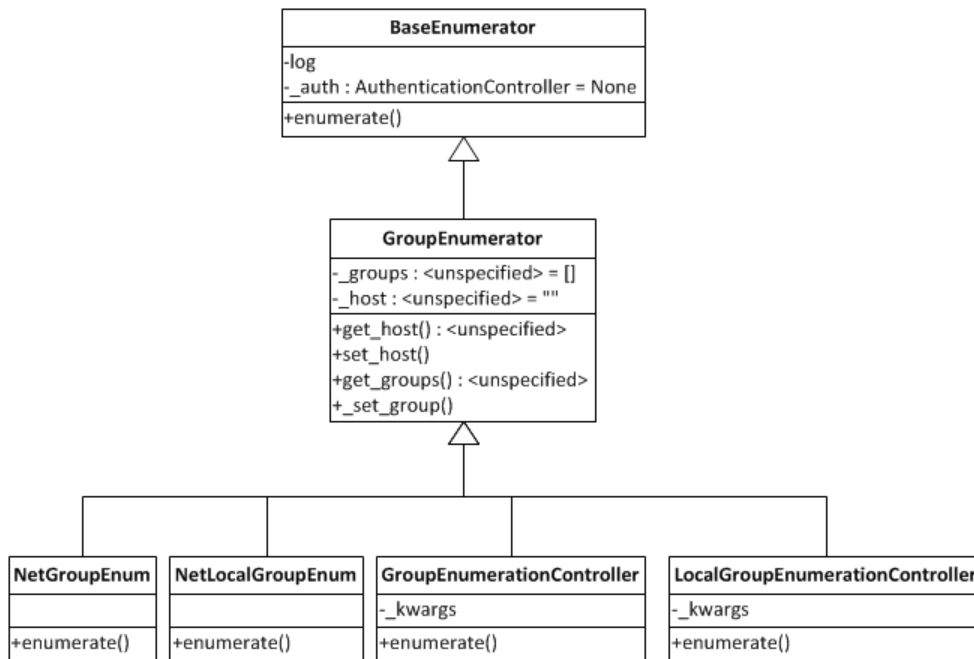 BaseEnumerator
-log
-_auth : AuthenticationController = None
+enumerate()
GroupEnumerator
-_groups : <unspecified> = []
-_host : <unspecified> = ""
+get_host() : <unspecified>
+set_host()
+get_groups() : <unspecified>
+_set_group()
NetGroupEnum
+enumerate()
NetLocalGroupEnum
+enumerate()
GroupEnumerationController
-_kwargs
+enumerate()
LocalGroupEnumerationController
-_kwargs
+enumerate()